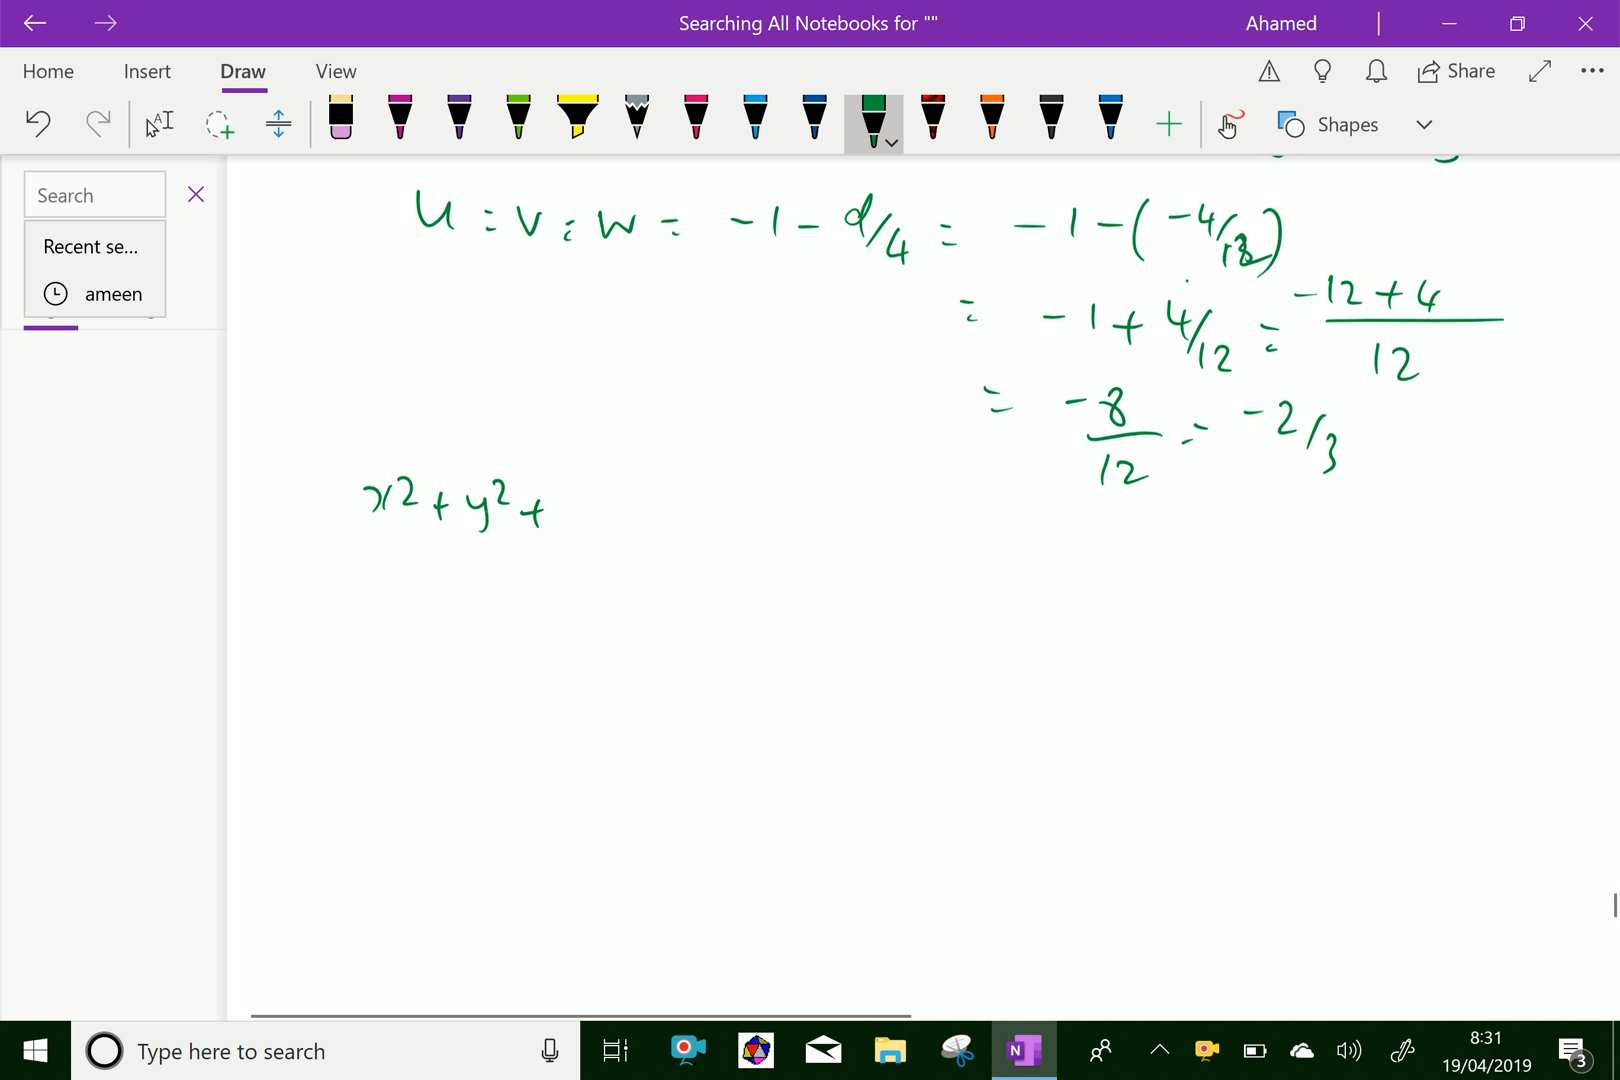 Searching All Notebooks for ""
Ahamed
Home Insert Draw View
Share
Shapes
Search
Recent se...
ameen
u = v = w = -1 - d/4 = -1 - (-4/12)
= -1 + 4/12 = -12 + 4
12
= -8/12 = -2/3
x² + y² +
Type here to search
8:31
19/04/2019
3